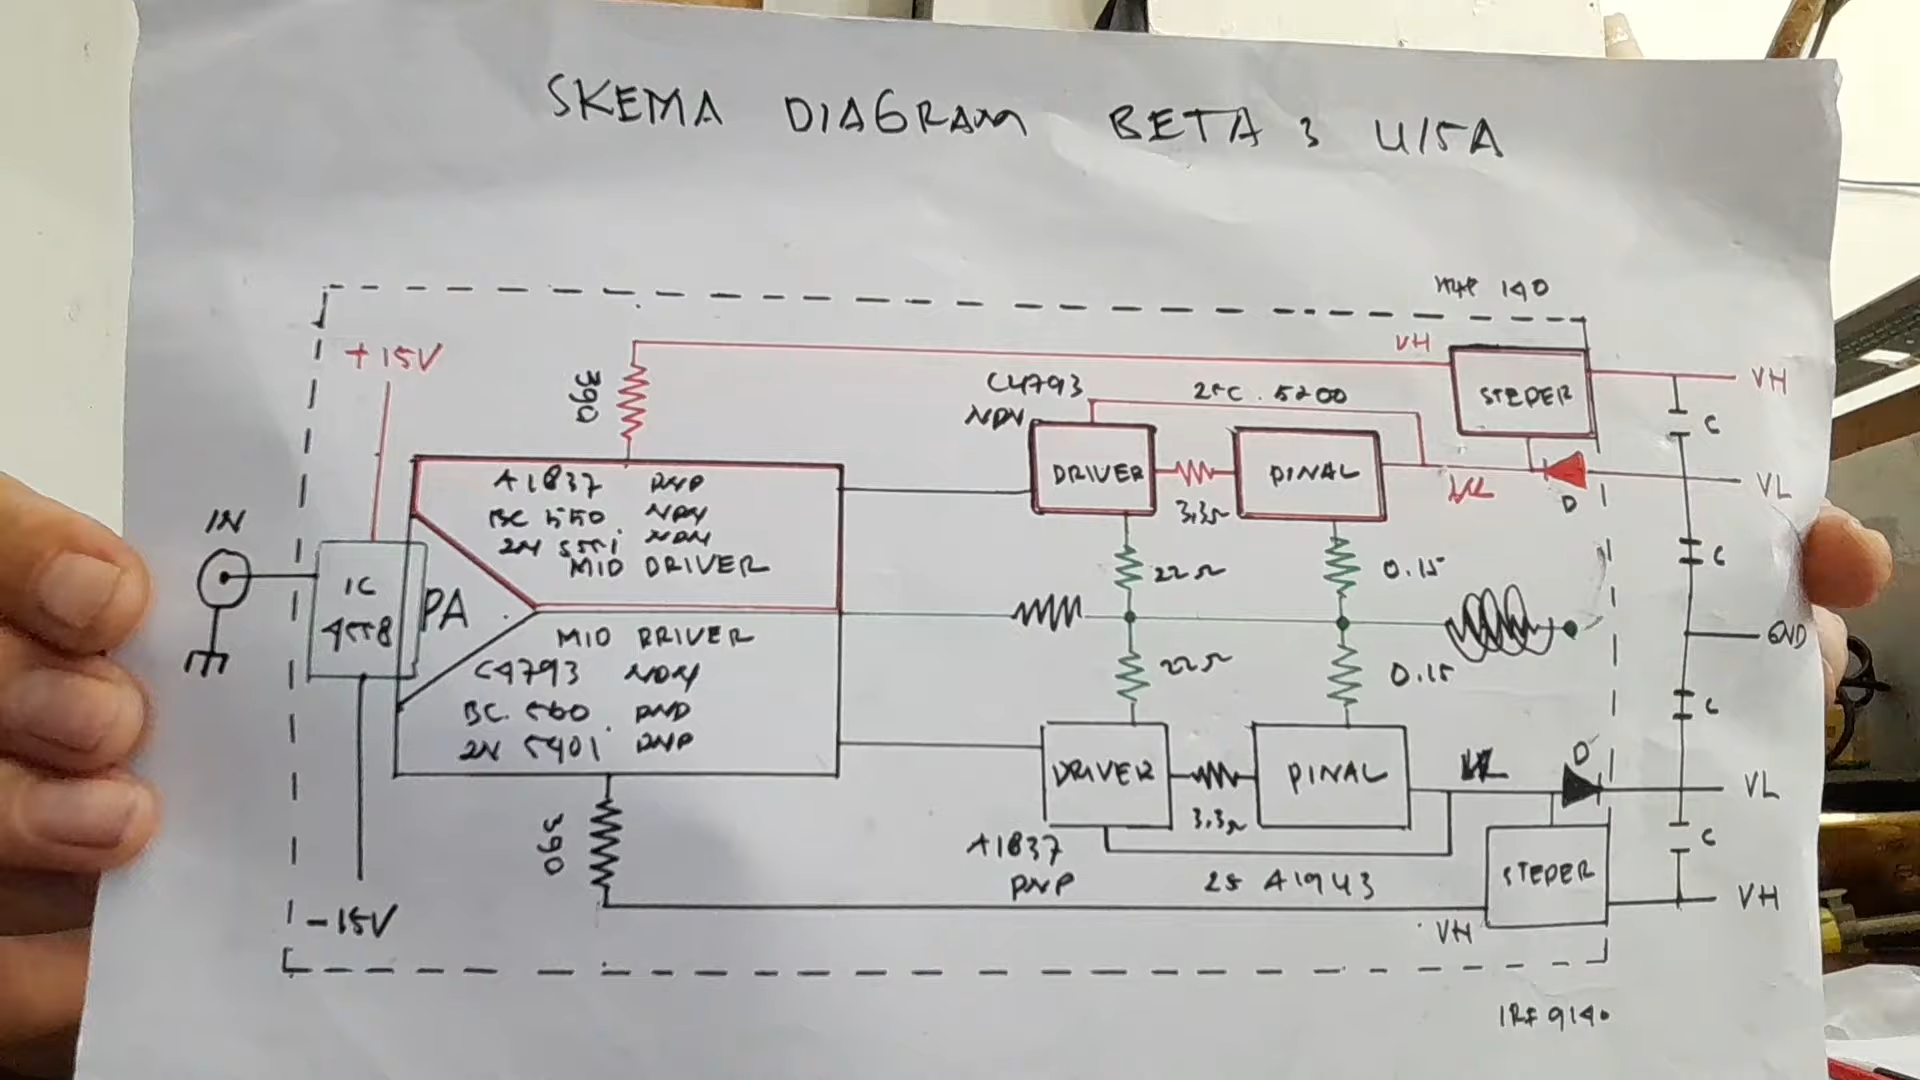 SKEMA DIAGRAM BETA 3 U15A
140
+15V
VH
VH
390
C4793
NPN
2SC. 5200
STEPER
C
DRIVER
3.3Ω
PINAL
VL
D
VL
A1837 PNP
BC 550 NPN
2N 5551 NPN
MID DRIVER
IN
IC
4558
PA
22Ω
0.15
C
GND
MID DRIVER
C4793 NPN
BC. 560 PNP
2N 5401 PNP
22Ω
0.15
C
DRIVER
3.3Ω
PINAL
VL
D
VL
390
A1837
PNP
2S A1943
STEPER
C
VH
-15V
VH
IRF 9140